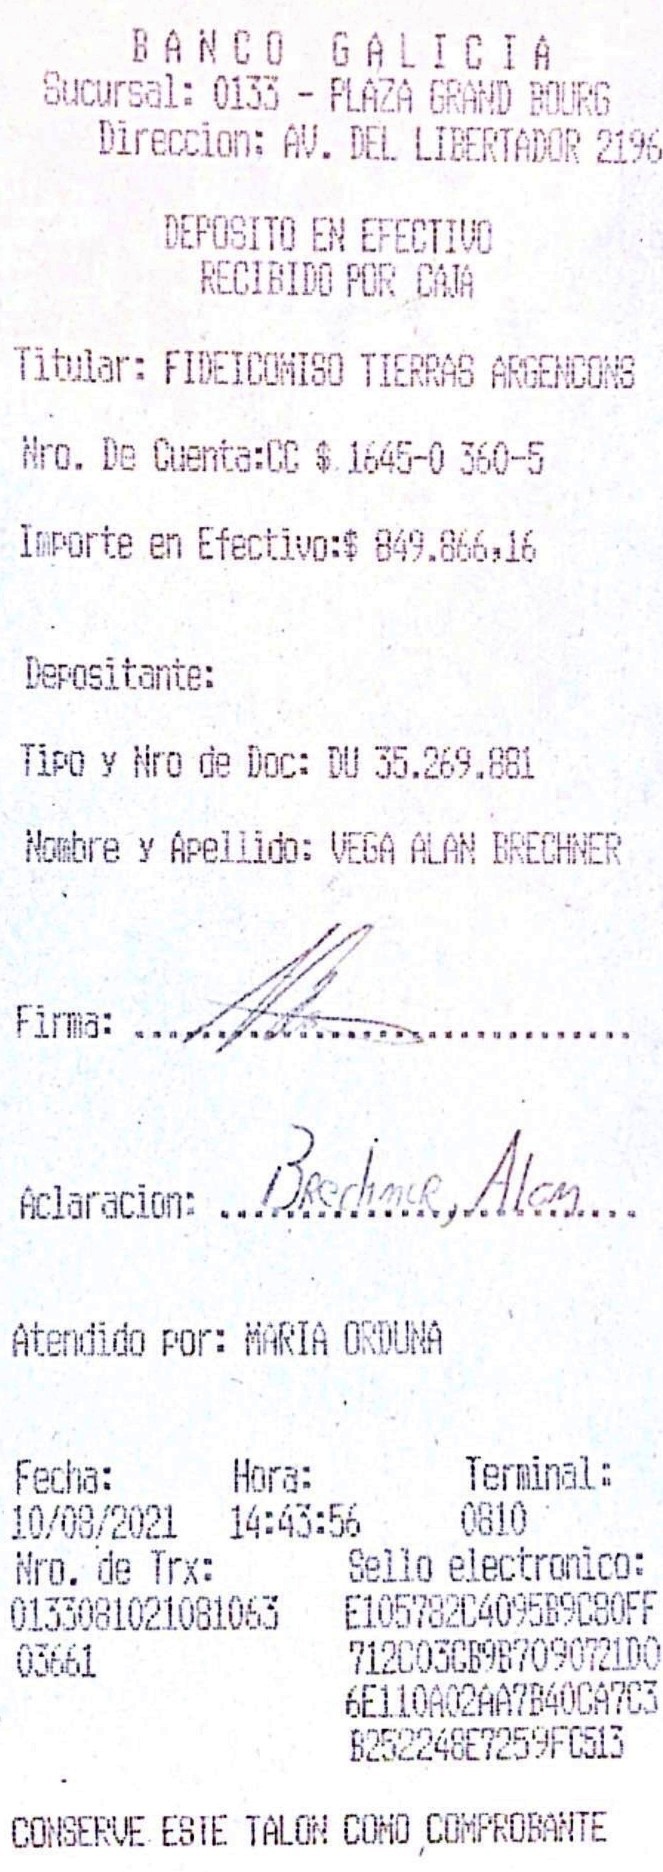 BANCO GALICIA
Sucursal: 0133 - PLAZA GRAND BOURG
Direccion: AV. DEL LIBERTADOR 2196
DEPOSITO EN EFECTIVO
RECIBIDO POR CAJA
Titular: FIDEICOMISO TIERRAS ARGENCONS
Nro. De Cuenta:CC $ 1645-0 360-5
Importe en Efectivo:$ 849.866,16
Depositante:
Tipo y Nro de Doc: DU 35.269.881
Nombre y Apellido: VEGA ALAN BRECHNER
Firma:
Aclaracion: Brechner, Alan
Atendido por: MARIA ORDUNA
Fecha: Hora: Terminal:
10/08/2021 14:43:56 0810
Nro. de Trx: Sello electronico:
0133081021081063 E105782C4095B9C80FF
03661 712C03CB9B7090721D0
6E110A02AA7B40CA7C3
B252248E7259FC513
CONSERVE ESTE TALON COMO COMPROBANTE